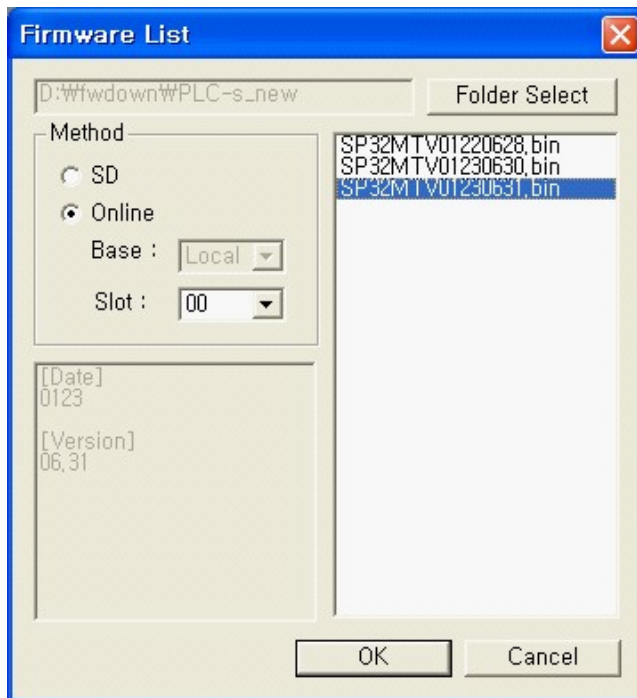 Firmware List
D:₩fwdown₩PLC-s_new
Folder Select
Method
SD
Online
Base :
Local
Slot :
00
SP32MTV01220628.bin
SP32MTV01230630.bin
SP32MTV01230631.bin
[Date]
0123
[Version]
06.31
OK
Cancel